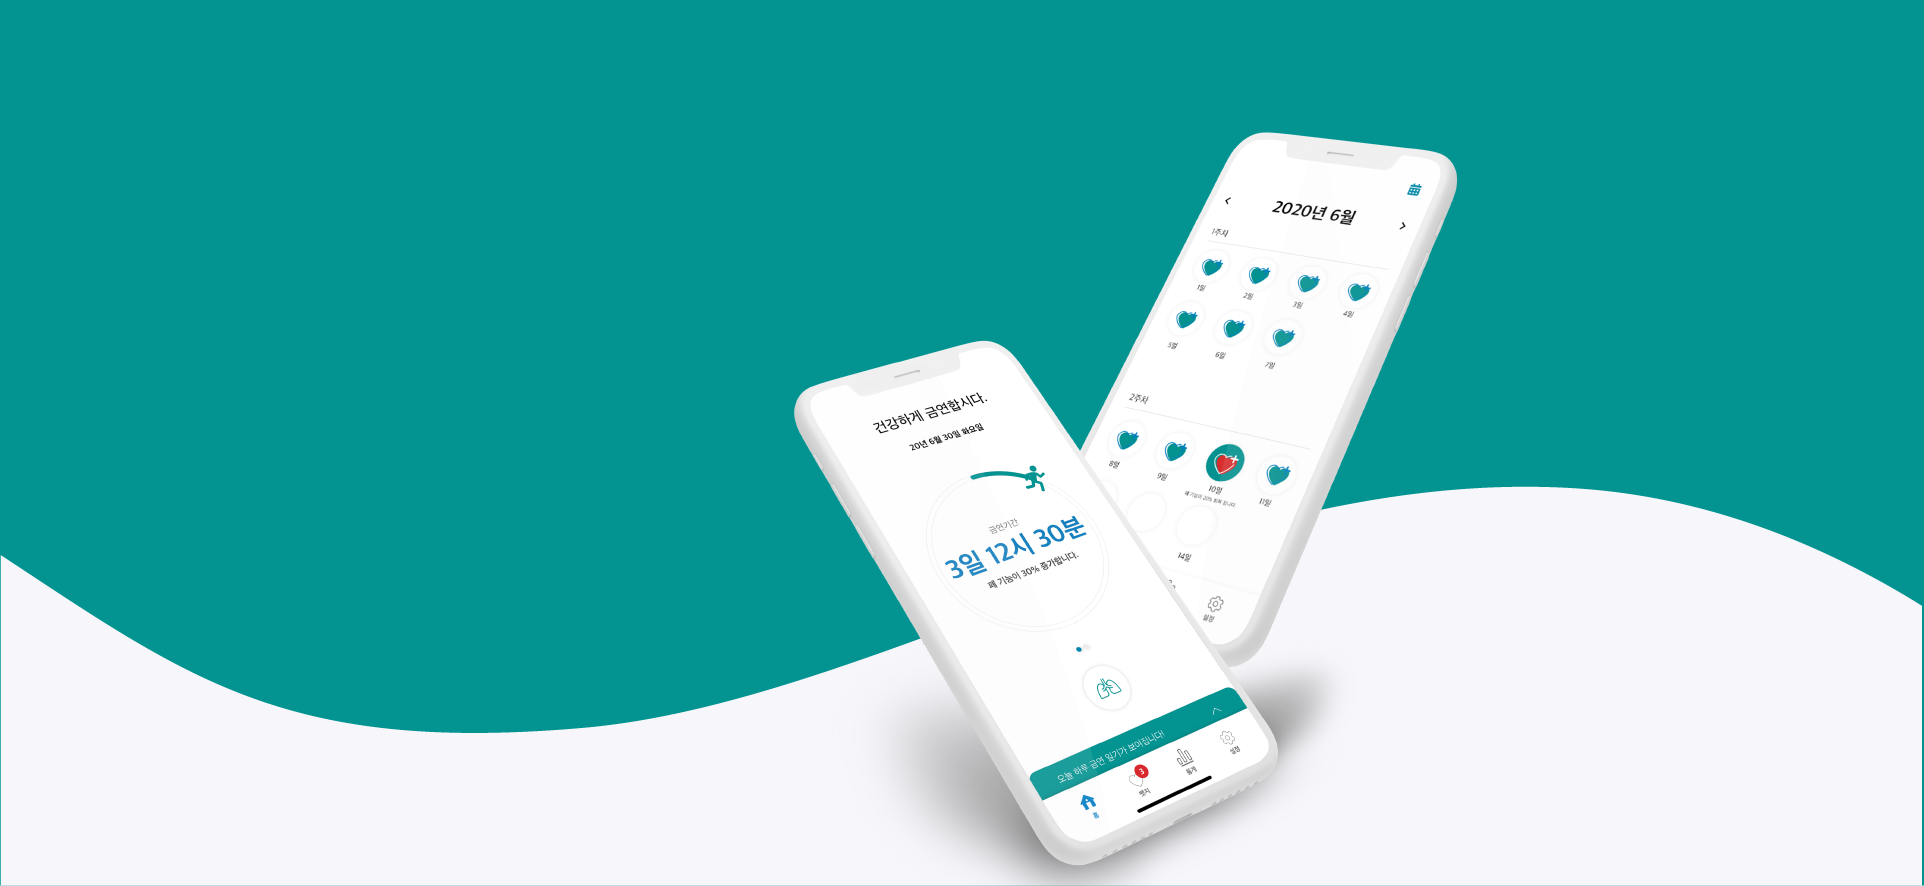 건강하게 금연합시다.
20년 6월 30일 화요일
금연기간
3일 12시 30분
폐 기능이 30% 증가합니다.
오늘 하루 금연 일기가 보여집니다!
홈
3
뱃지
통계
설정
2020년 6월
1주차
1일 2일 3일 4일
5일 6일 7일
2주차
8일 9일 10일 11일
폐 기능이 20% 회복 됩니다.
14일
설정